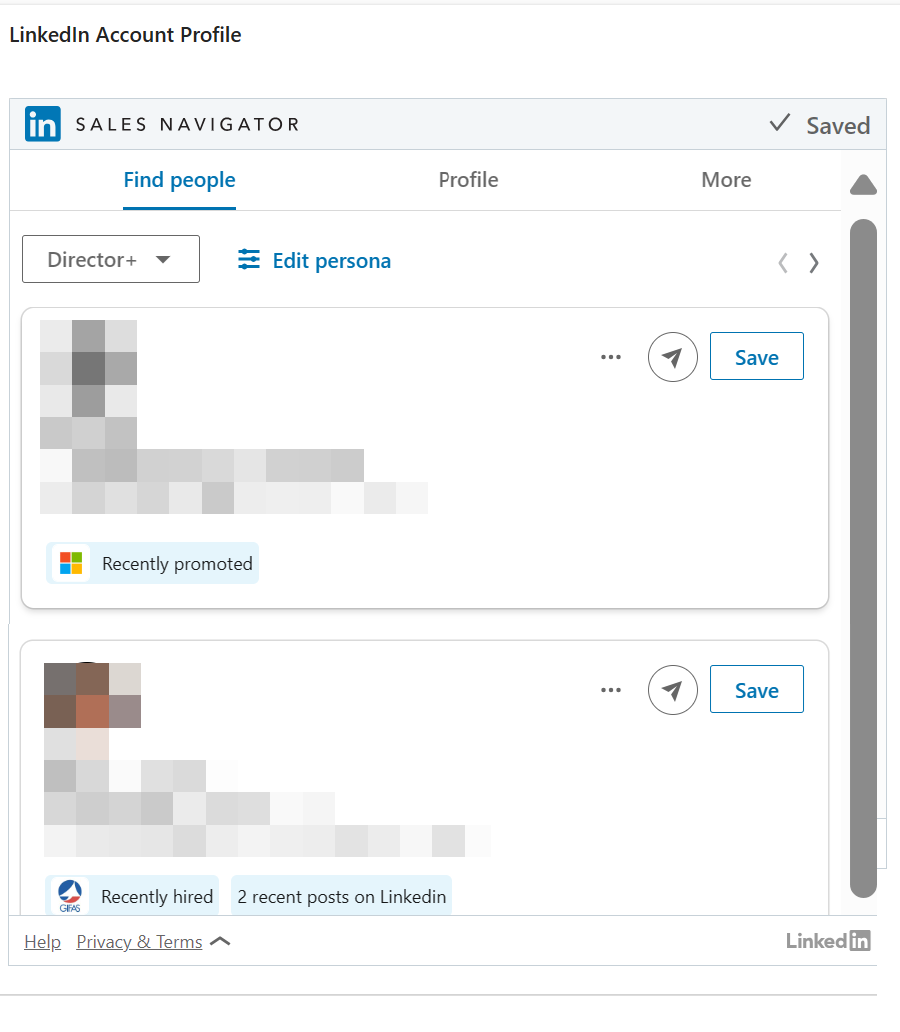 LinkedIn Account Profile
in SALES NAVIGATOR Saved
Find people Profile More
Director+ Edit persona
Save
Recently promoted
Save
GIFAS Recently hired 2 recent posts on Linkedin
Help Privacy & Terms LinkedIn